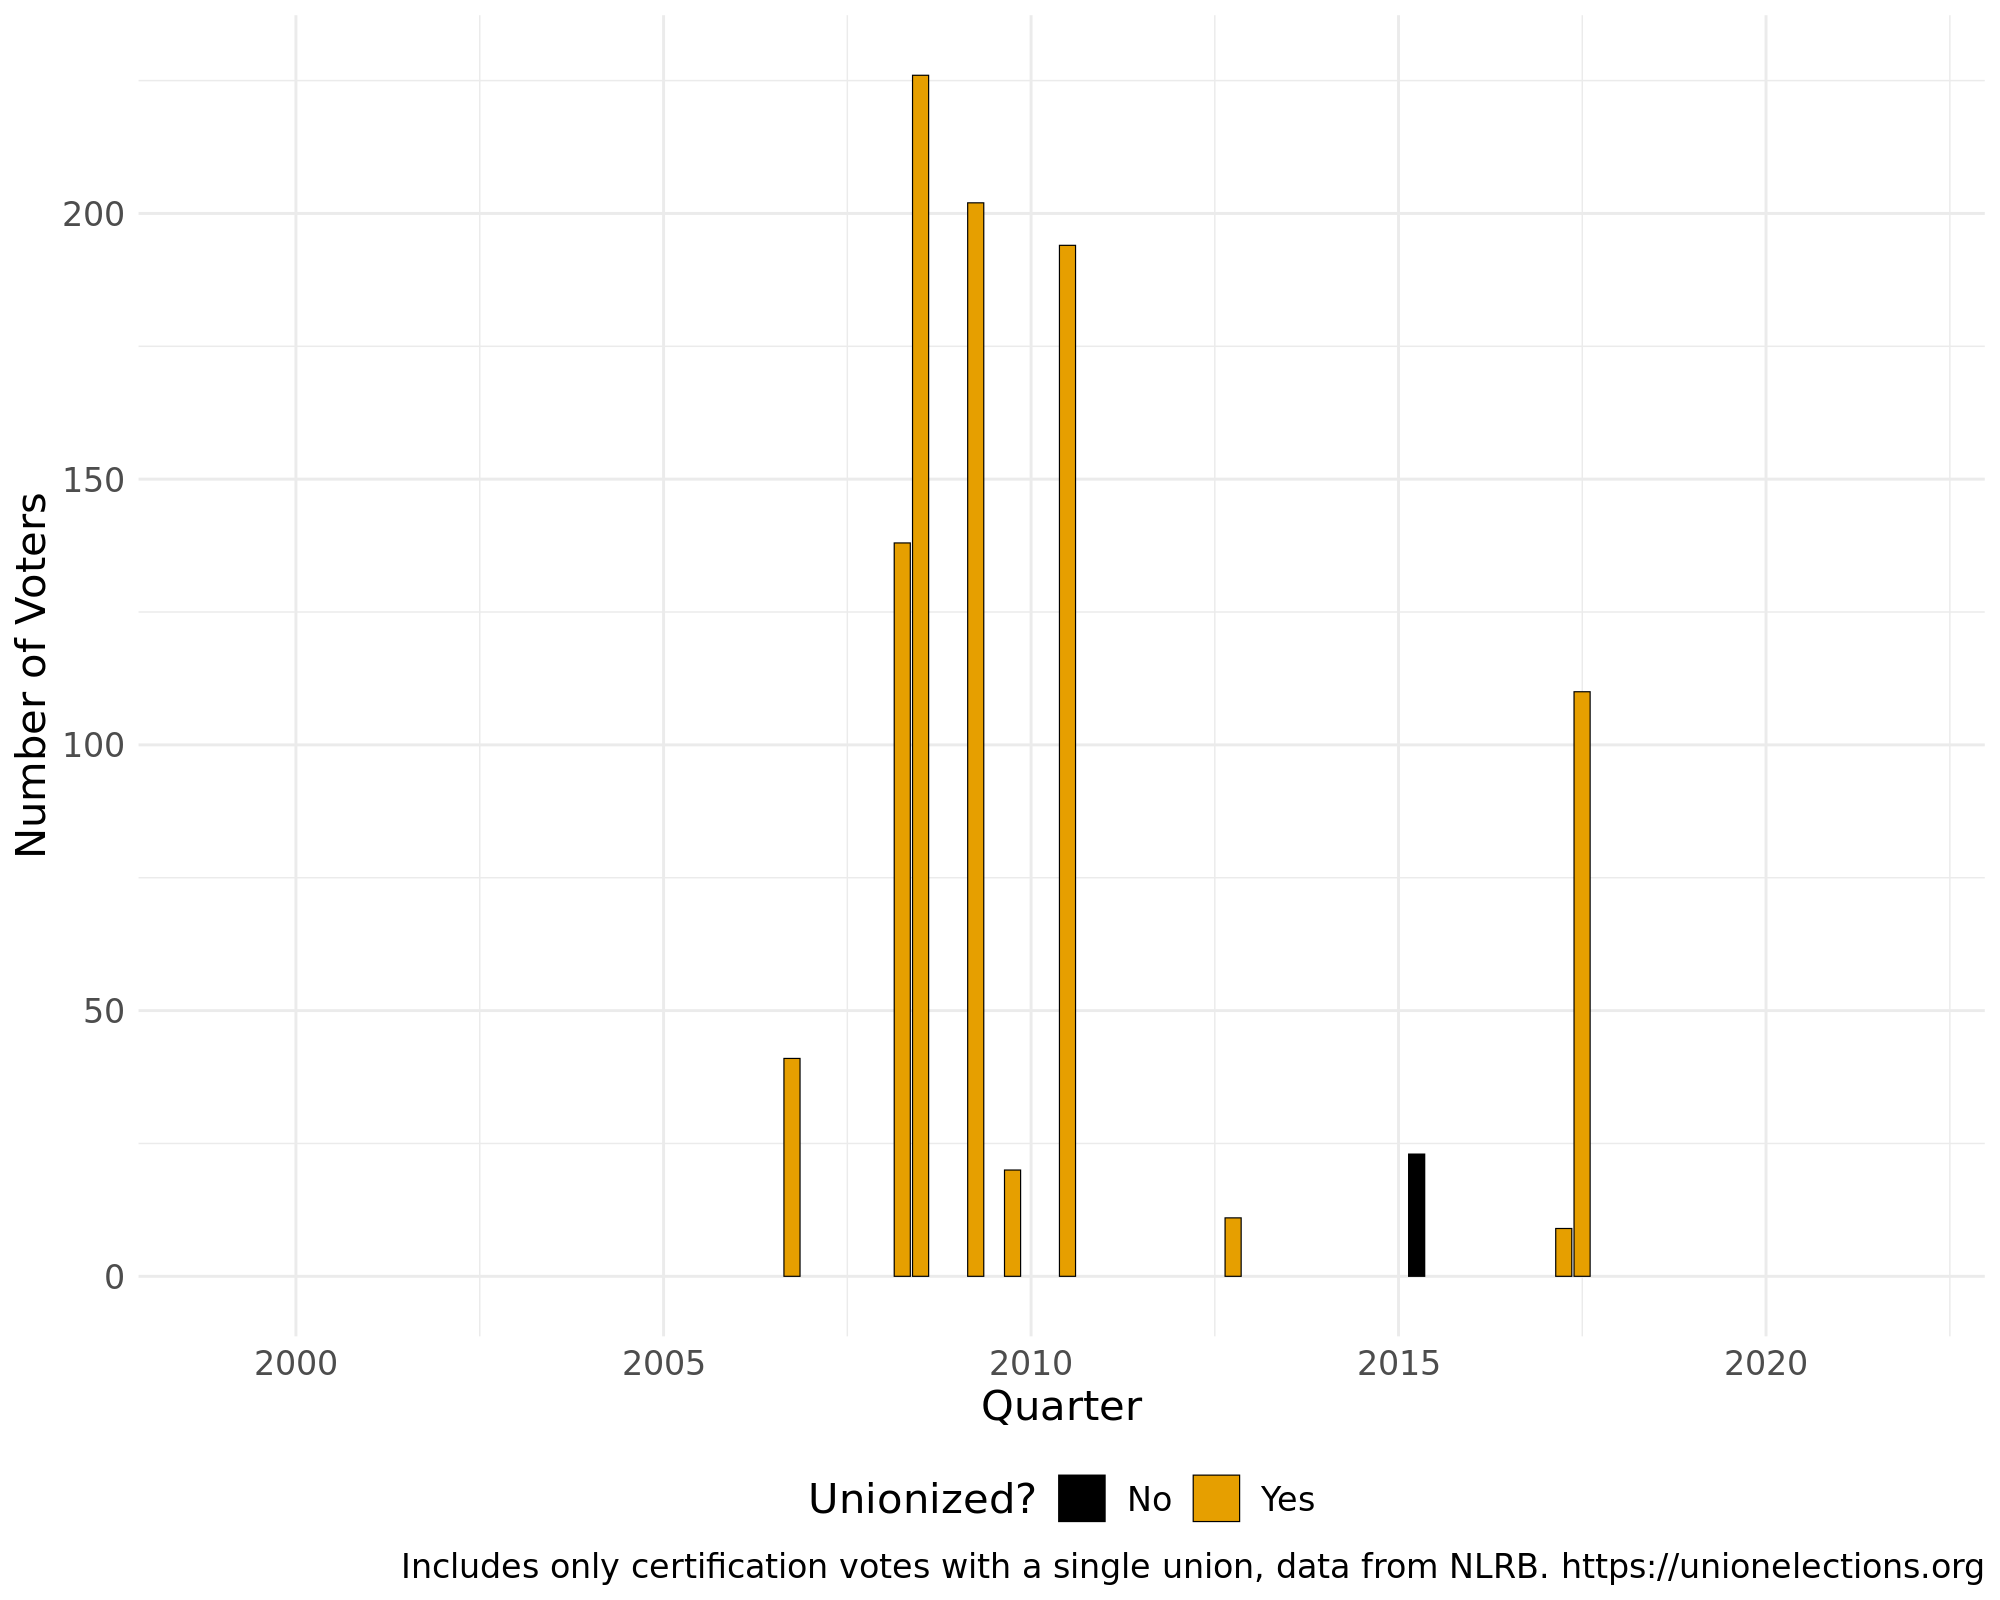 Number of Voters
200
150
100
50
0
2000 2005 2010 2015 2020
Quarter
Unionized? No Yes
Includes only certification votes with a single union, data from NLRB. https://unionelections.org